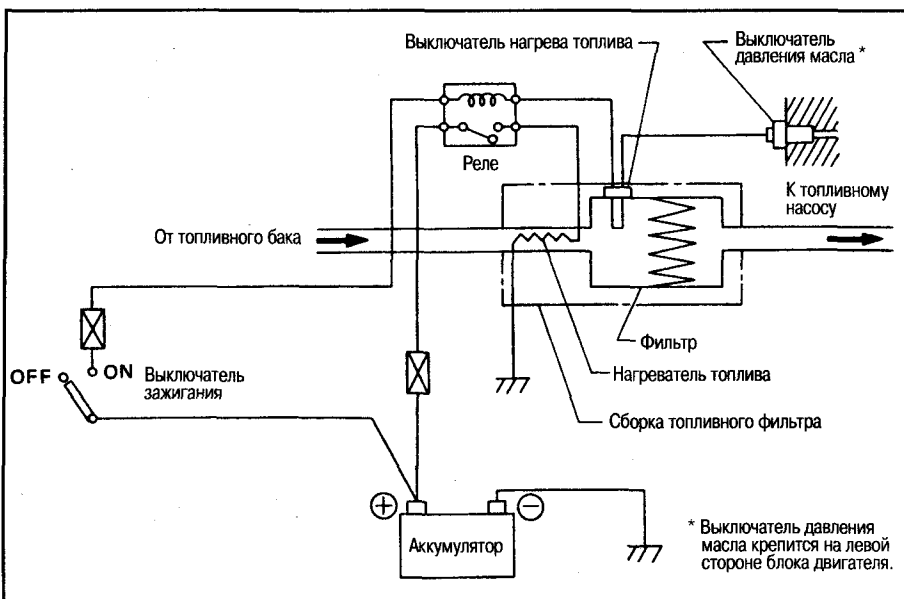 Выключатель нагрева топлива
Выключатель
давления масла *
Реле
К топливному
насосу
От топливного бака
Фильтр
OFF
ON
Выключатель
зажигания
Нагреватель топлива
Сборка топливного фильтра
+
−
Аккумулятор
* Выключатель давления
масла крепится на левой
стороне блока двигателя.